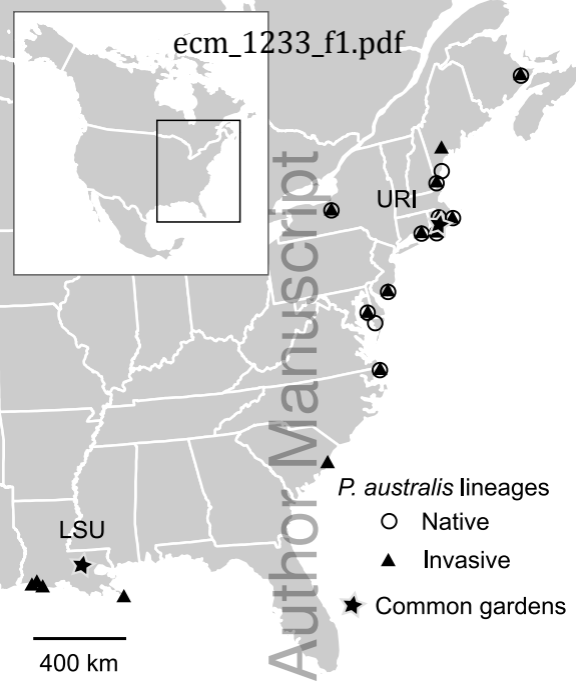 ecm_1233_f1.pdf
URI
Author Manuscript
P. australis lineages
Native
Invasive
Common gardens
LSU
400 km